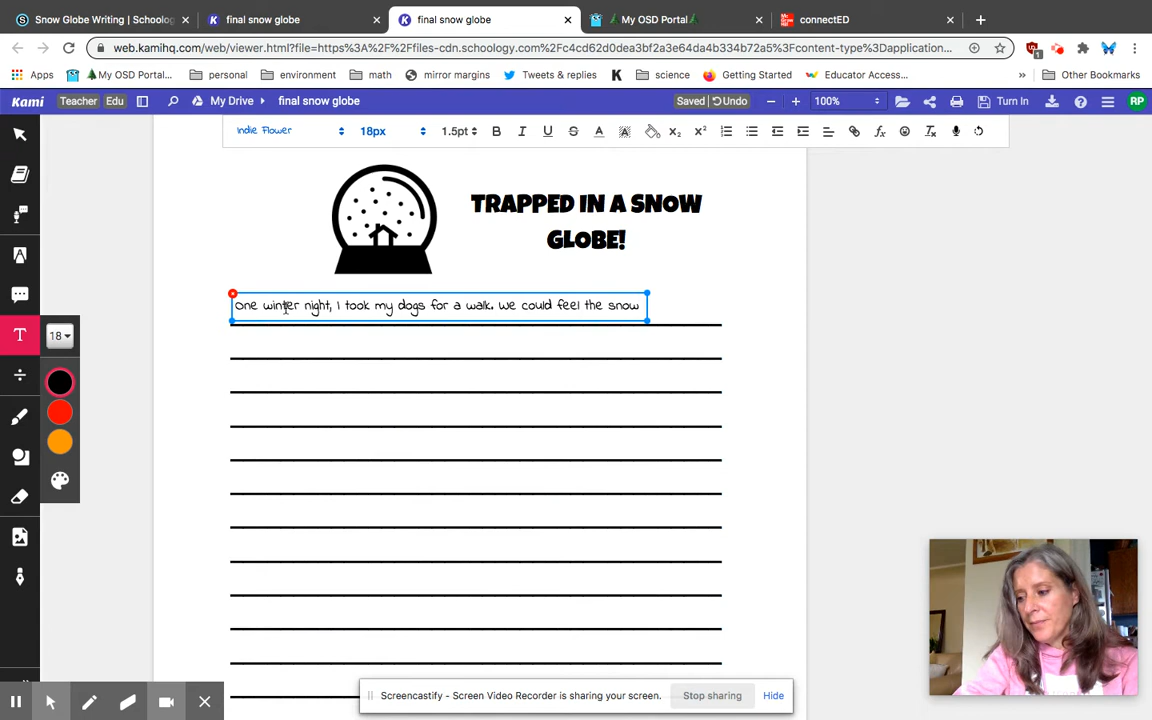 Snow Globe Writing | Schoolog
final snow globe
final snow globe
My OSD Portal
connectED
web.kamihq.com/web/viewer.html?file=https%3A%2F%2Ffiles-cdn.schoology.com%2Fc4cd62d0dea3bf2a3e64da4b334b72a5%3Fcontent-type%3Dapplication...
Apps
My OSD Portal...
personal
environment
math
mirror margins
Tweets & replies
science
Getting Started
Educator Access...
»
Other Bookmarks
Kami
Teacher
Edu
My Drive
final snow globe
Saved
Undo
100%
Turn In
RP
Indie Flower
18px
1.5pt
B
I
U
S
A
X₂
X²
TRAPPED IN A SNOW
GLOBE!
One winter night, I took my dogs for a walk. We could feel the snow
T
18
Screencastify - Screen Video Recorder is sharing your screen.
Stop sharing
Hide